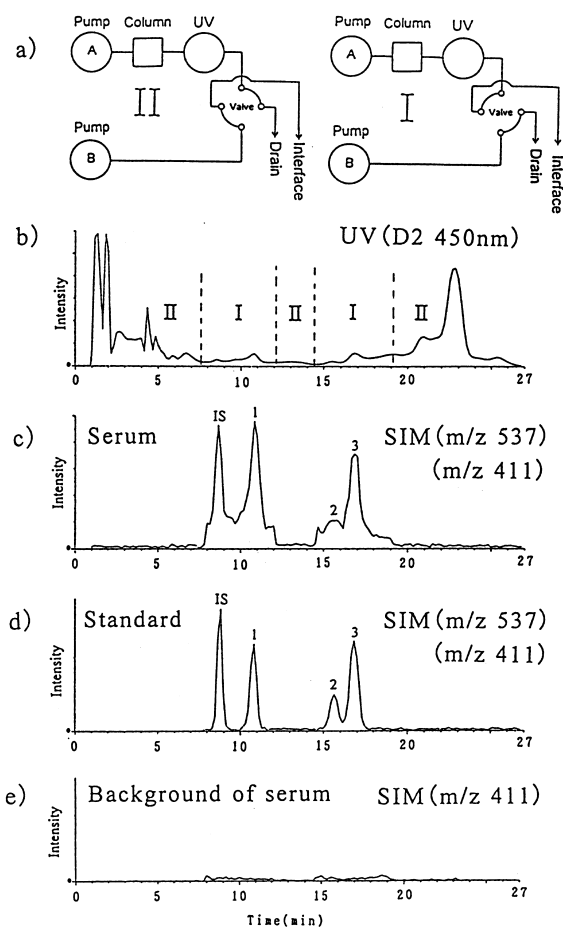 a)
Pump Column UV Pump Column UV
A A
II I
Valve Valve
Pump Pump
B B
Drain Interface Drain Interface
b) UV(D2 450nm)
Intensity
II I II I II
0 5 10 15 20 27
c) Serum SIM(m/z 537)
(m/z 411)
Intensity
IS 1 2 3
0 5 10 15 20 27
d) Standard SIM(m/z 537)
(m/z 411)
Intensity
IS 1 2 3
0 5 10 15 20 27
e) Background of serum SIM(m/z 411)
Intensity
0 5 10 15 20 27
Time(min)